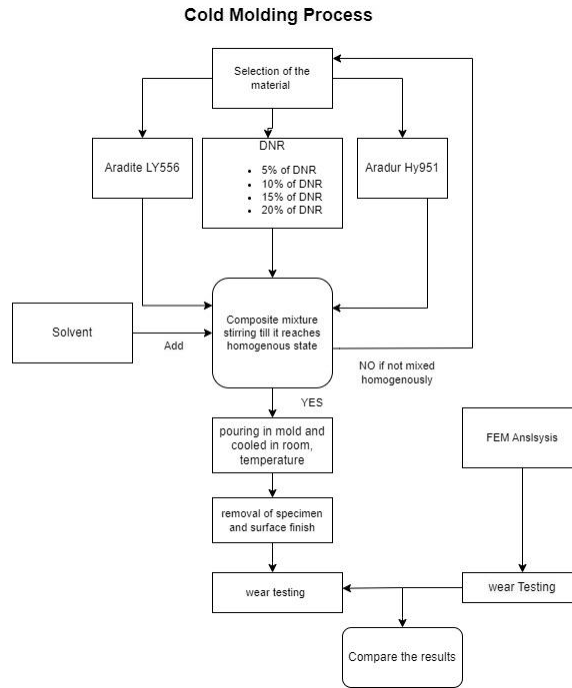 Cold Molding Process
Selection of the
material
Aradite LY556
DNR
• 5% of DNR
• 10% of DNR
• 15% of DNR
• 20% of DNR
Aradur Hy951
Solvent
Add
Composite mixture
stirring till it reaches
homogenous state
NO if not mixed
homogenously
YES
pouring in mold and
cooled in room,
temperature
FEM Anslsysis
removal of specimen
and surface finish
wear testing
wear Testing
Compare the results